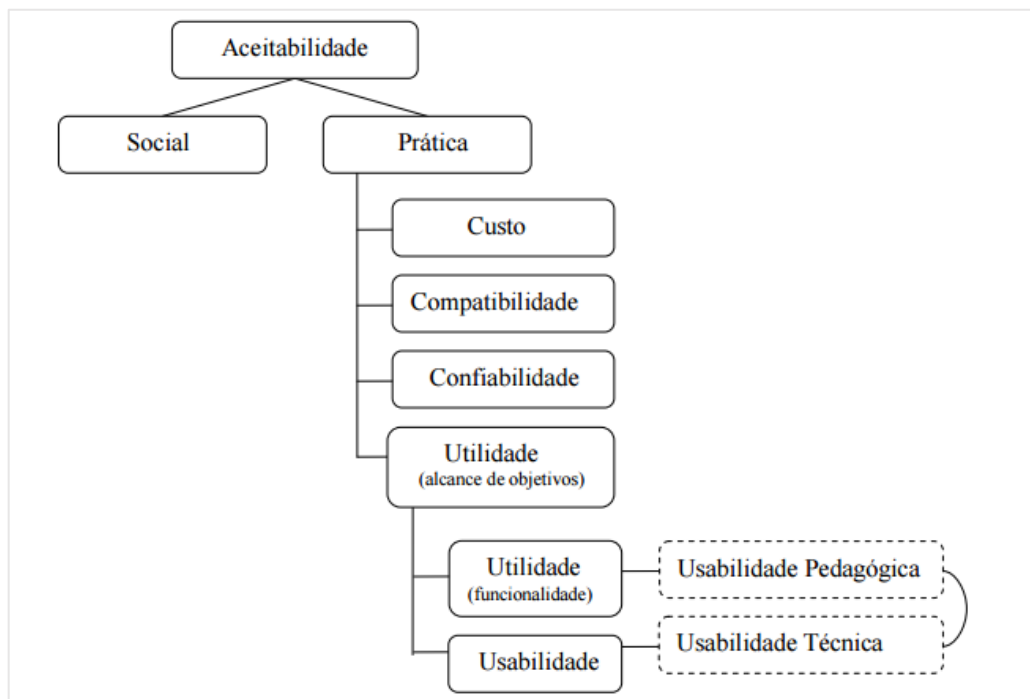 Aceitabilidade
Social
Prática
Custo
Compatibilidade
Confiabilidade
Utilidade
(alcance de objetivos)
Utilidade
(funcionalidade)
Usabilidade Pedagógica
Usabilidade
Usabilidade Técnica